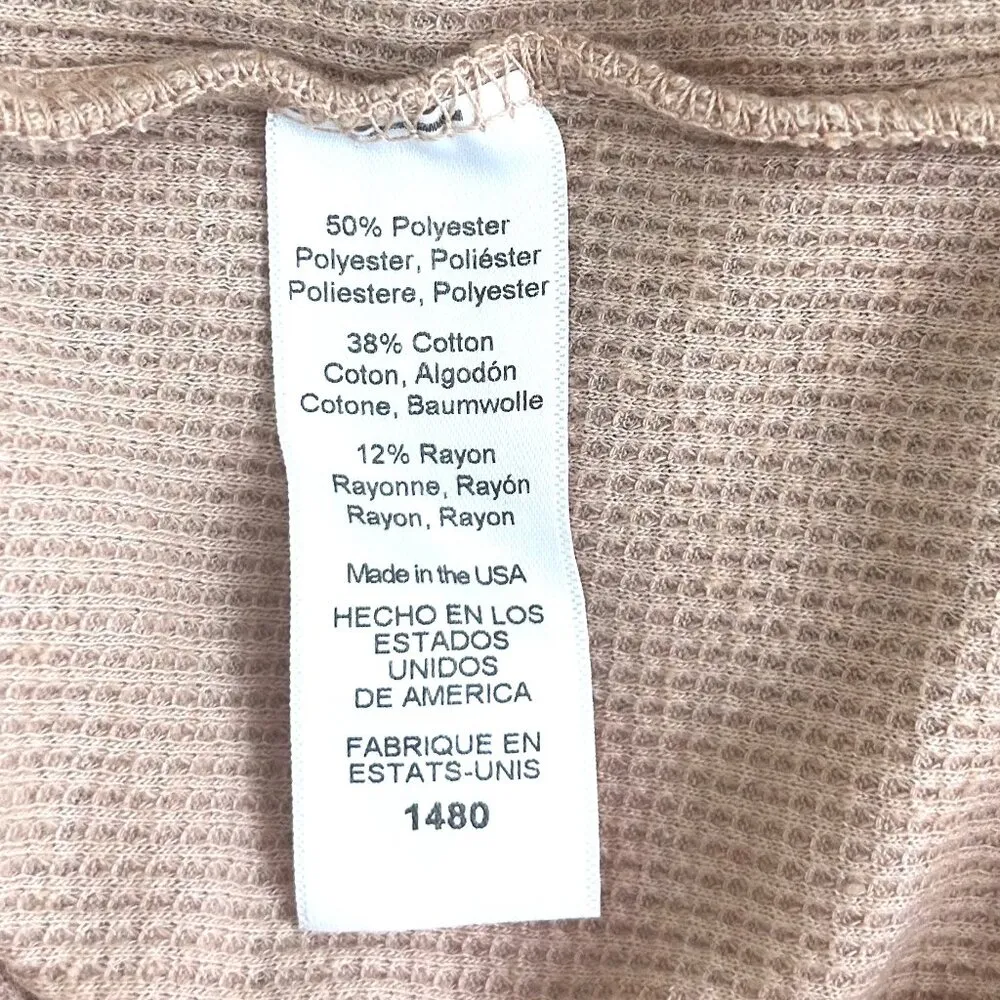 50% Polyester
Polyester, Poliéster
Poliestere, Polyester
38% Cotton
Coton, Algodón
Cotone, Baumwolle
12% Rayon
Rayonne, Rayón
Rayon, Rayon
Made in the USA
HECHO EN LOS
ESTADOS
UNIDOS
DE AMERICA
FABRIQUE EN
ESTATS-UNIS
1480